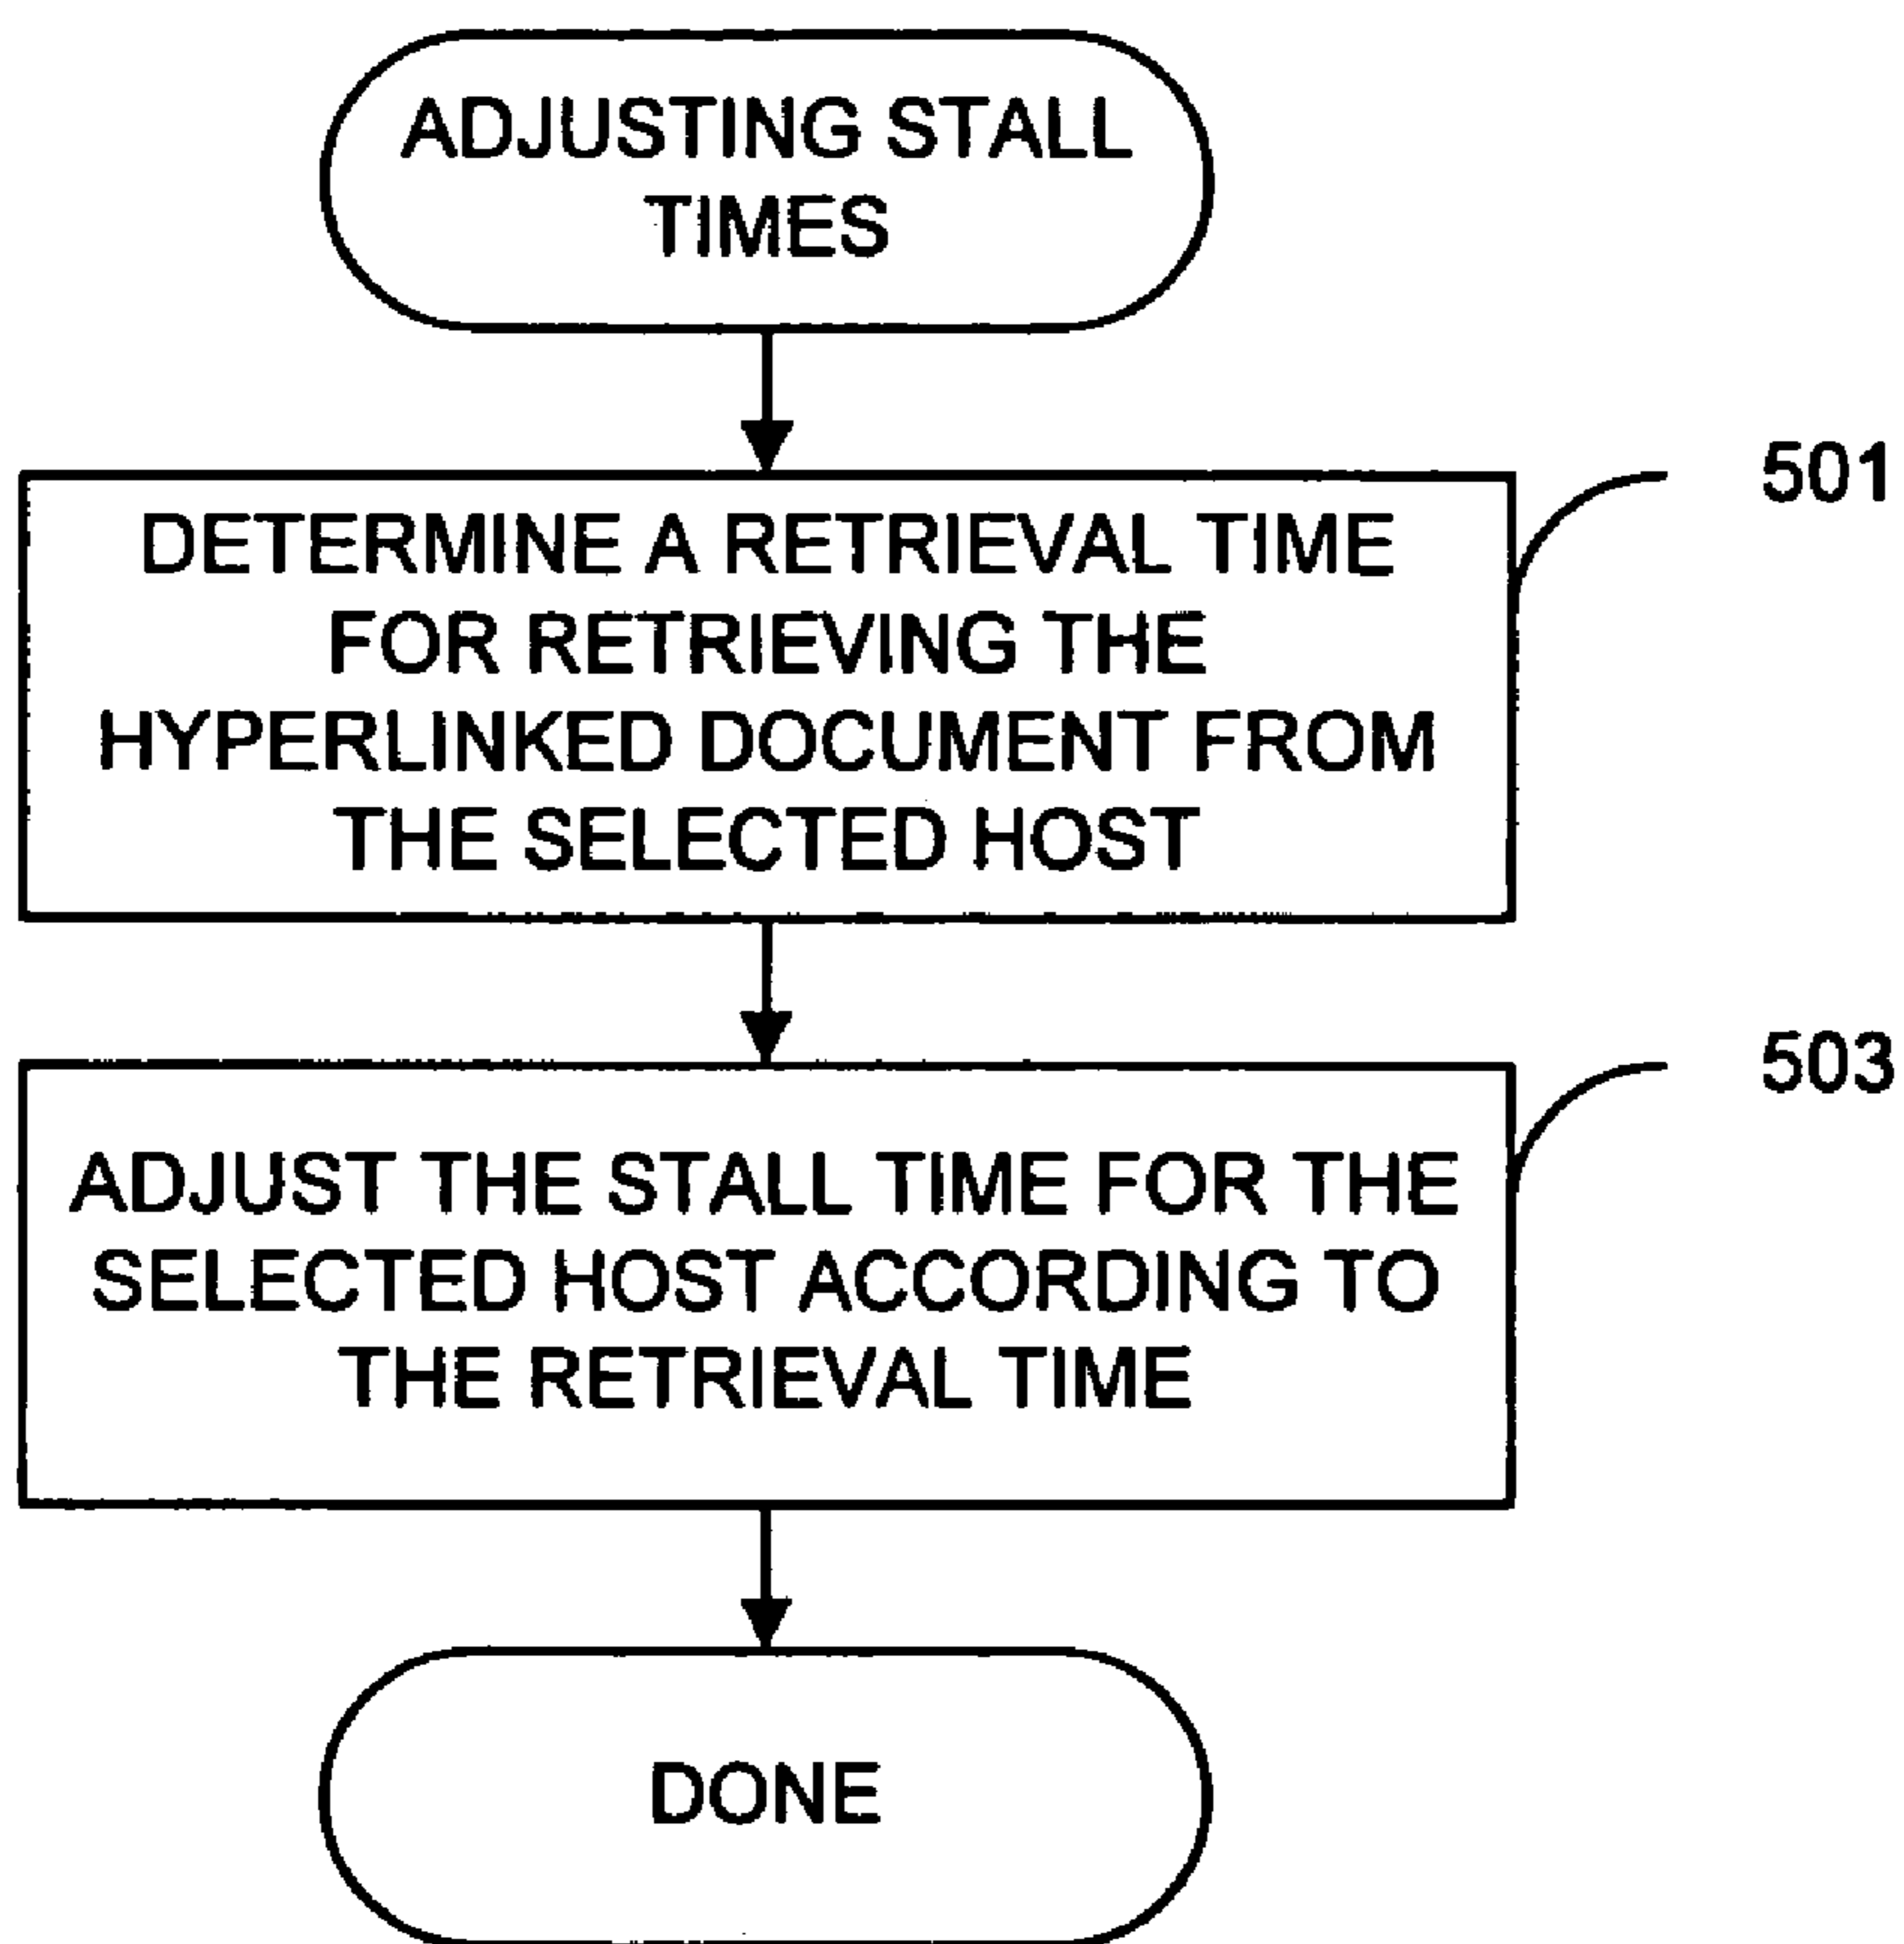 ADJUSTING STALL
TIMES
501
DETERMINE A RETRIEVAL TIME
FOR RETRIEVING THE
HYPERLINKED DOCUMENT FROM
THE SELECTED HOST
503
ADJUST THE STALL TIME FOR THE
SELECTED HOST ACCORDING TO
THE RETRIEVAL TIME
DONE